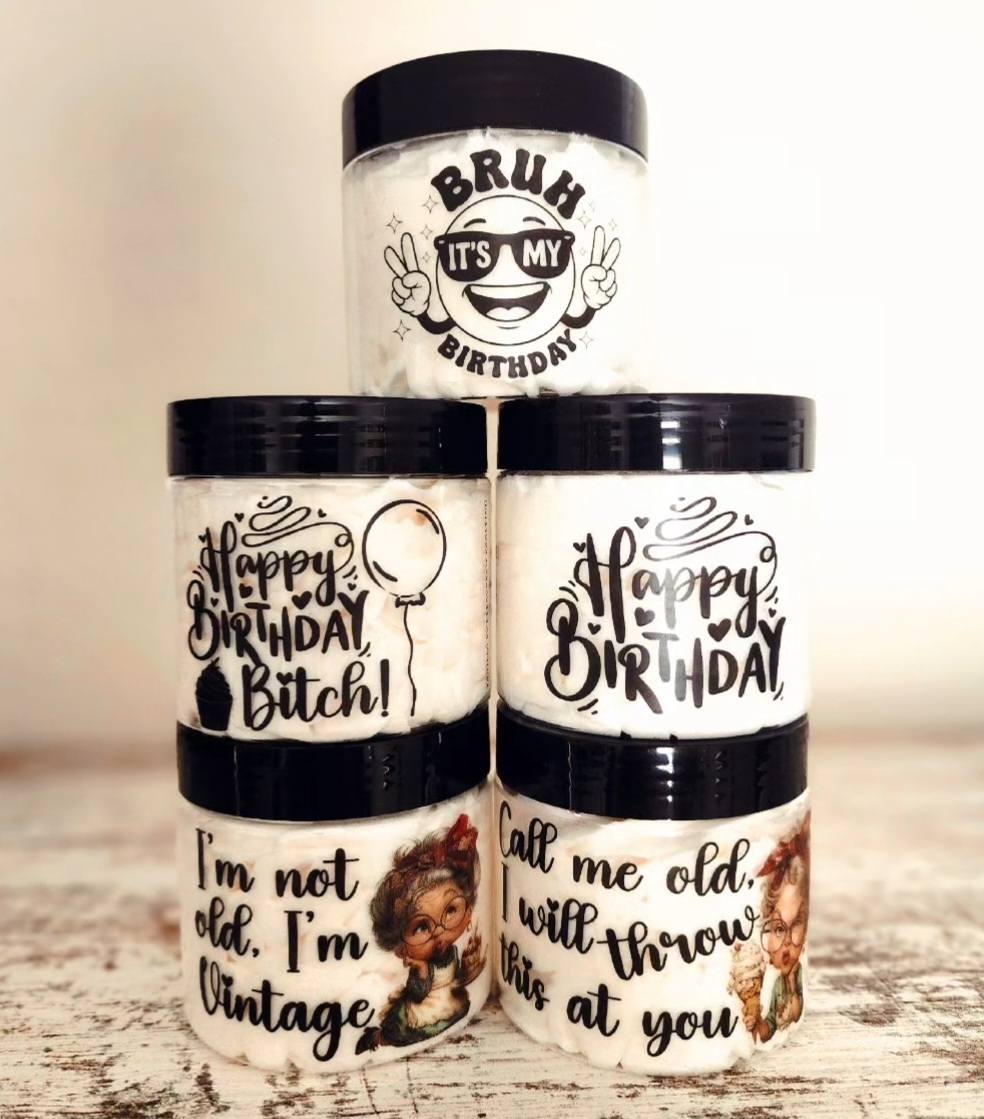 BRUH
IT'S MY
BIRTHDAY
Happy
BIRTHDAY
Bitch!
Happy
BIRTHDAY
I'm not
old, I'm
Vintage
Call me old,
I will throw
this at you